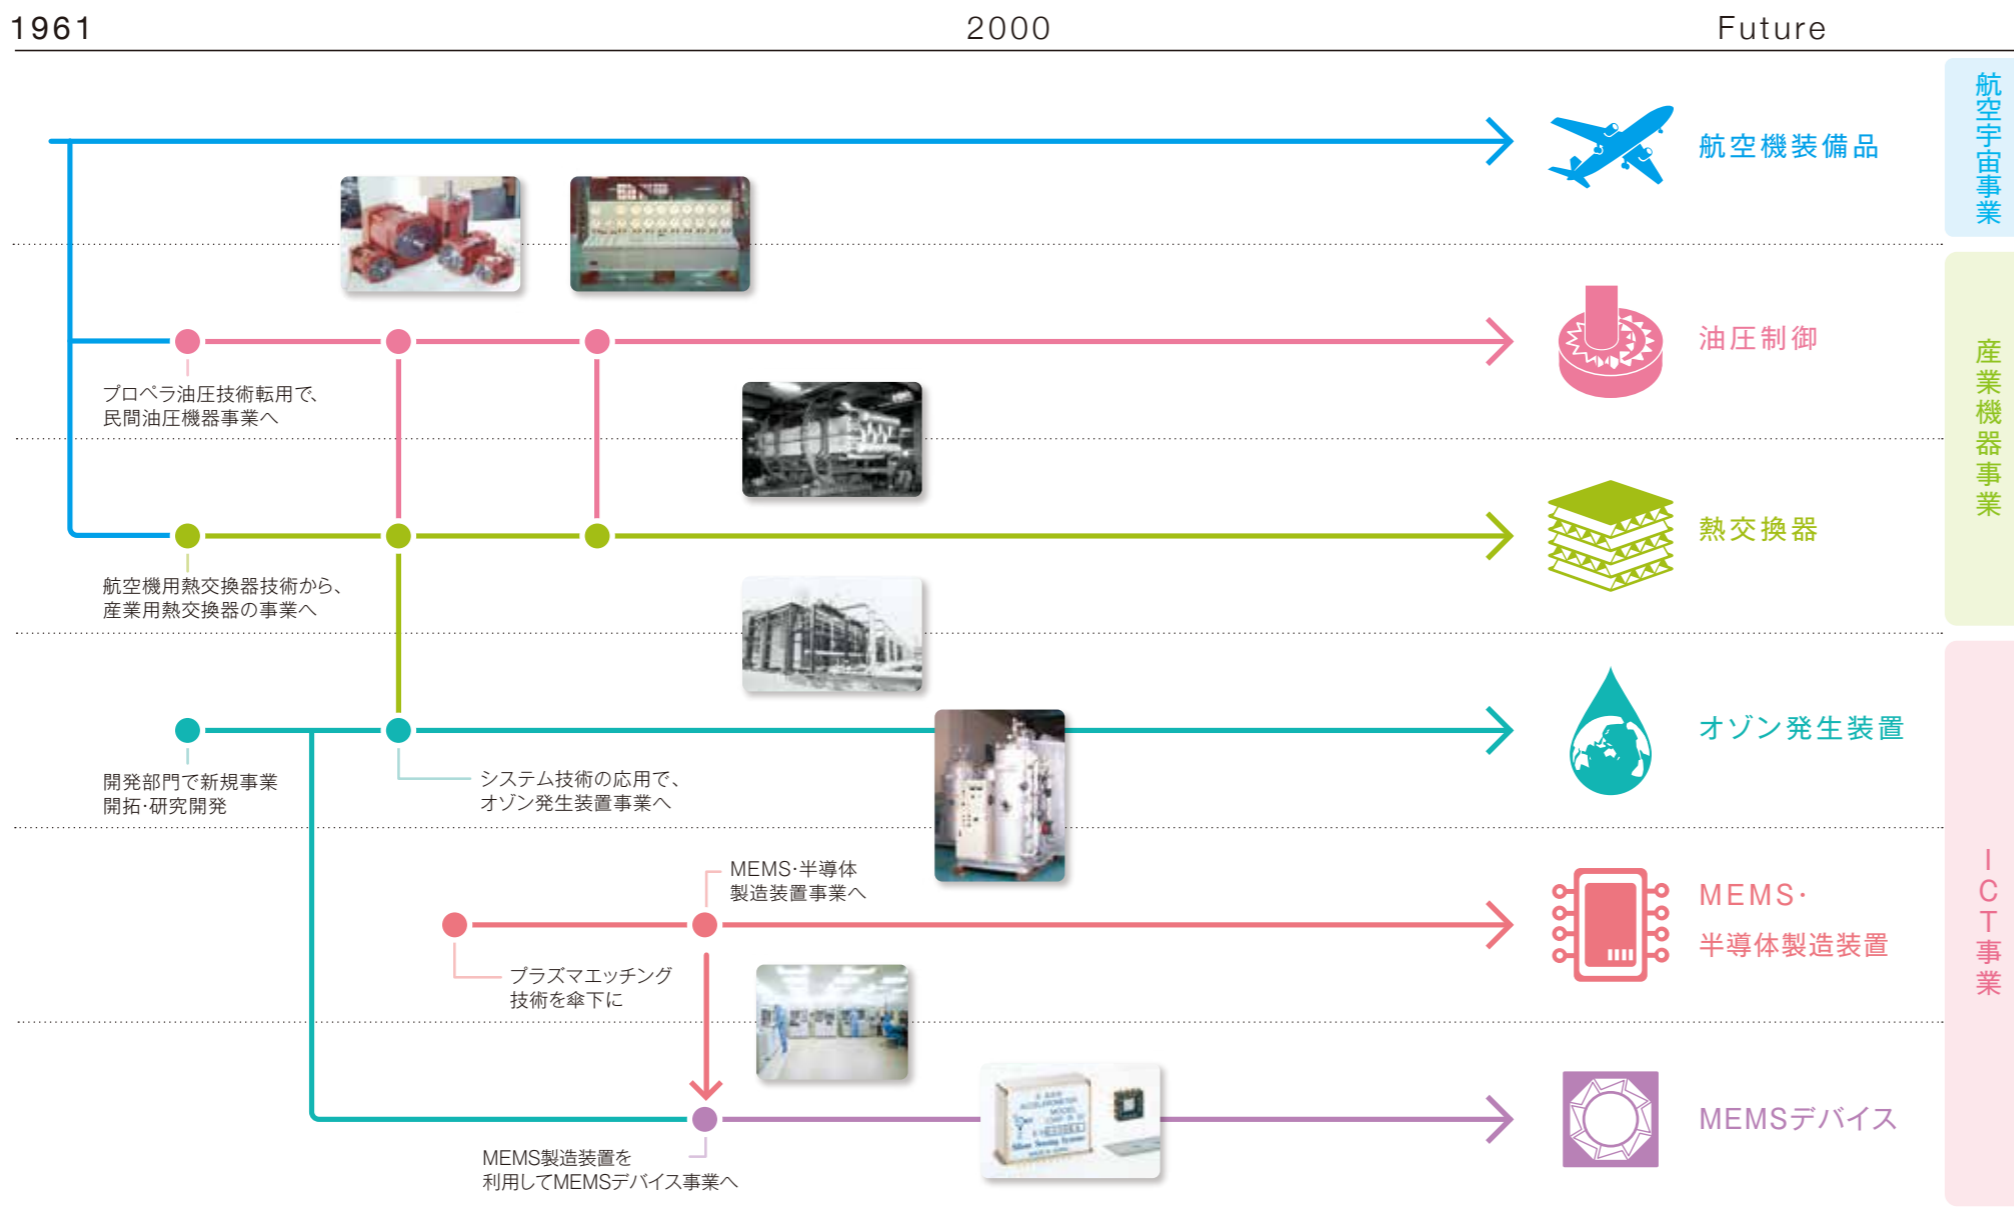 1961
2000
Future
航空機装備品
航空宇宙事業
油圧制御
プロペラ油圧技術転用で、
民間油圧機器事業へ
産業機器事業
熱交換器
航空機用熱交換器技術から、
産業用熱交換器の事業へ
オゾン発生装置
開発部門で新規事業
開拓・研究開発
システム技術の応用で、
オゾン発生装置事業へ
MEMS・半導体
製造装置事業へ
MEMS・
半導体製造装置
プラズマエッチング
技術を傘下に
ICT事業
MEMSデバイス
MEMS製造装置を
利用してMEMSデバイス事業へ
ACCELEROMETER
MODEL
Silicon Sensing Systems